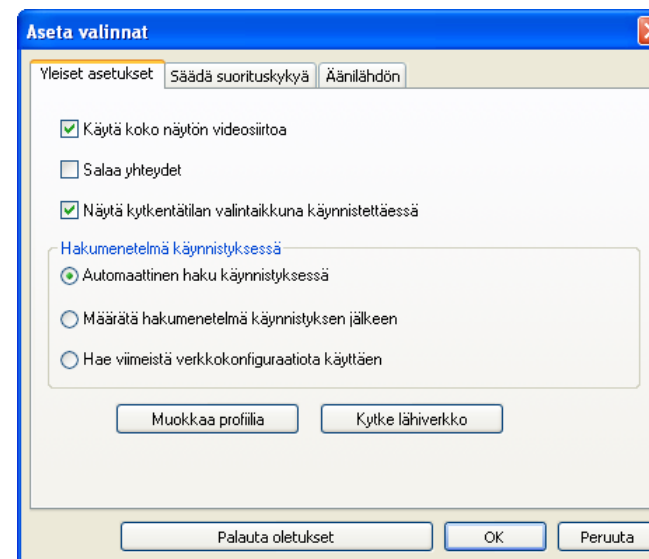 Aseta valinnat
Yleiset asetukset Säädä suorituskykyä Äänilähdön
Käytä koko näytön videosiirtoa
Salaa yhteydet
Näytä kytkentätilan valintaikkuna käynnistettäessä
Hakumenetelmä käynnistyksessä
Automaattinen haku käynnistyksessä
Määrätä hakumenetelmä käynnistyksen jälkeen
Hae viimeistä verkkokonfiguraatiota käyttäen
Muokkaa profiilia Kytke lähiverkko
Palauta oletukset OK Peruuta